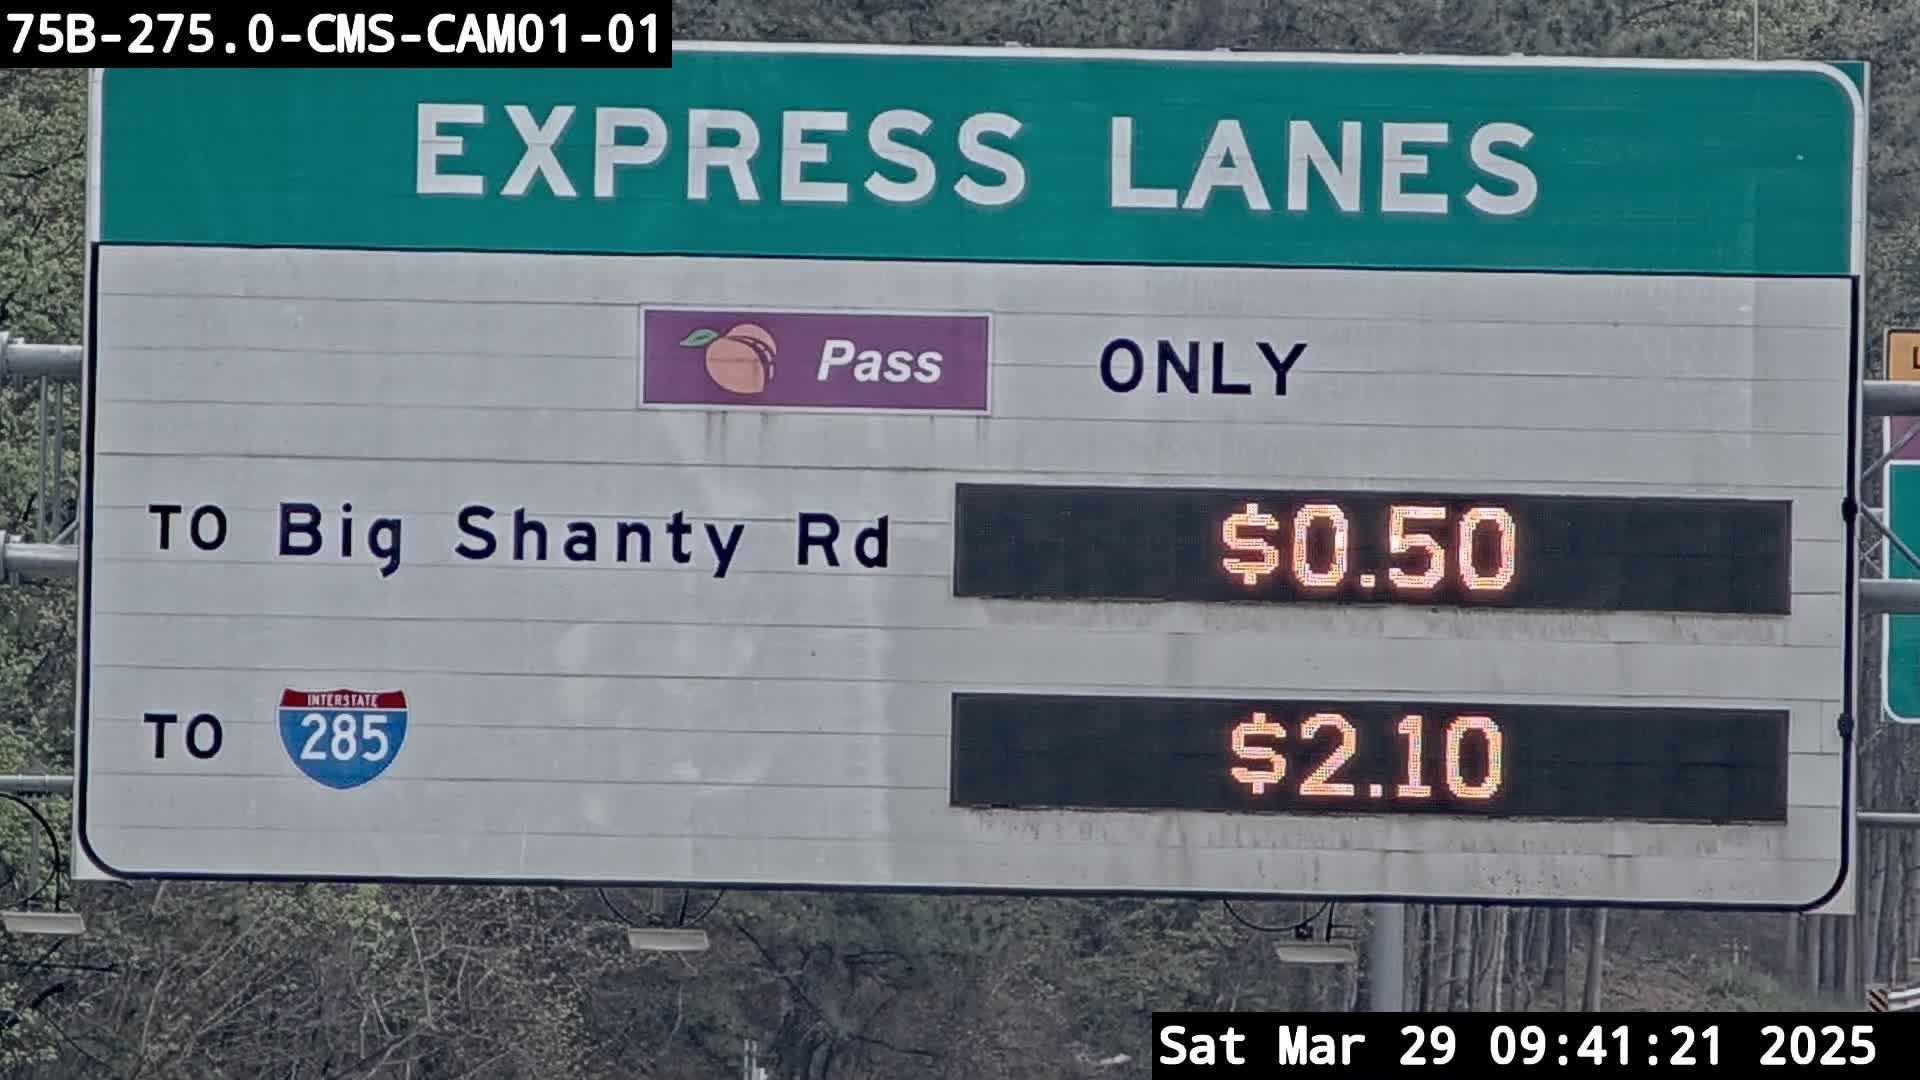 75B-275.0-CMS-CAM01-01
EXPRESS LANES
Pass ONLY
TO Big Shanty Rd $0.50
TO INTERSTATE 285 $2.10
Sat Mar 29 09:41:21 2025